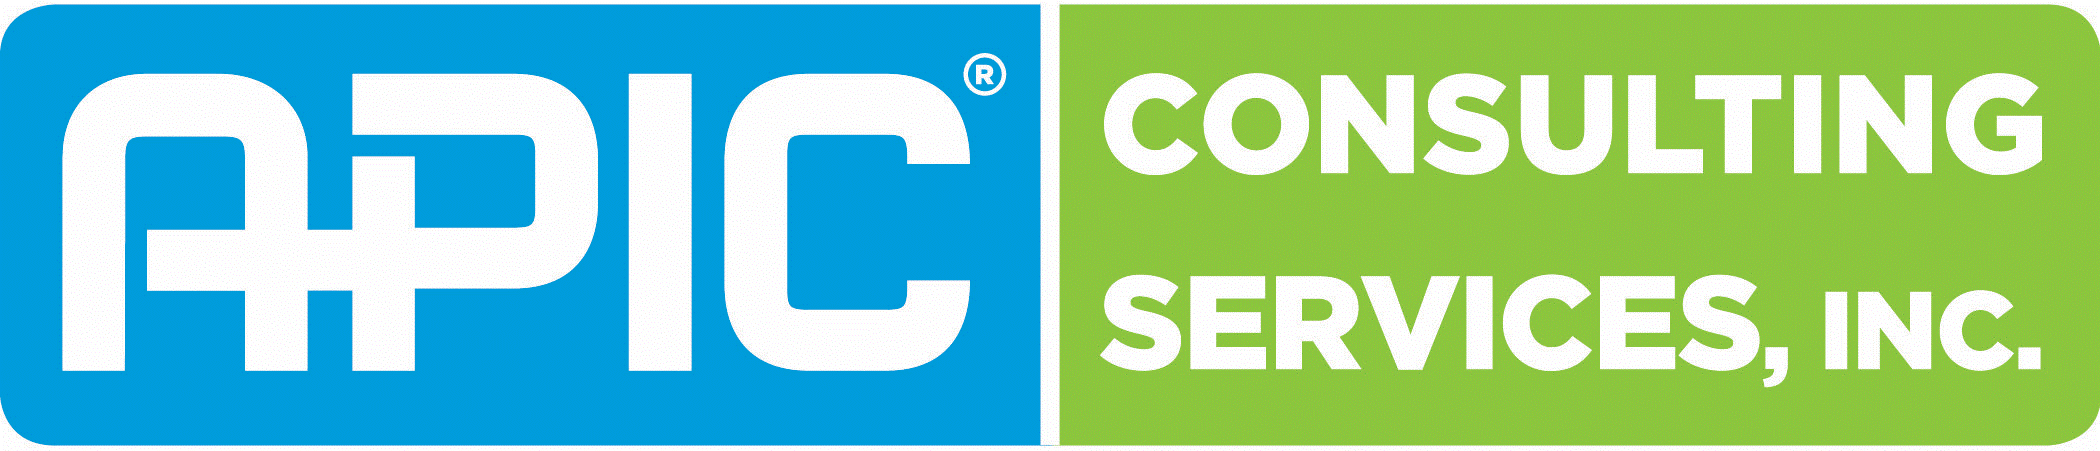 APIC®
CONSULTING
SERVICES, INC.